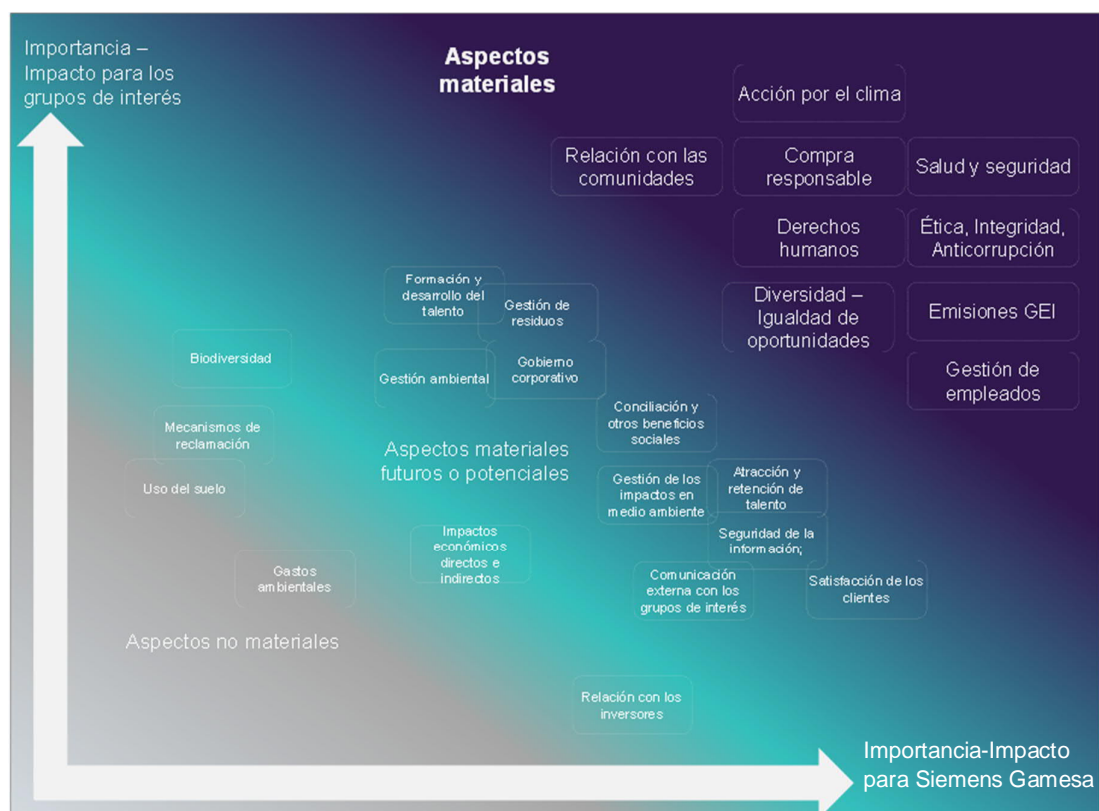 Importancia –
Impacto para los
grupos de interés
Aspectos
materiales
Acción por el clima
Relación con las
comunidades
Compra
responsable
Salud y seguridad
Derechos
humanos
Ética, Integridad,
Anticorrupción
Formación y
desarrollo del
talento
Gestión de
residuos
Diversidad –
Igualdad de
oportunidades
Emisiones GEI
Biodiversidad
Gestión ambiental
Gobierno
corporativo
Gestión de
empleados
Mecanismos de
reclamación
Conciliación y
otros beneficios
sociales
Aspectos materiales
futuros o potenciales
Uso del suelo
Gestión de los
impactos en
medio ambiente
Atracción y
retención de
talento
Impactos
económicos
directos e
indirectos
Seguridad de la
información;
Gastos
ambientales
Comunicación
externa con los
grupos de interés
Satisfacción de los
clientes
Aspectos no materiales
Relación con los
inversores
Importancia-Impacto
para Siemens Gamesa